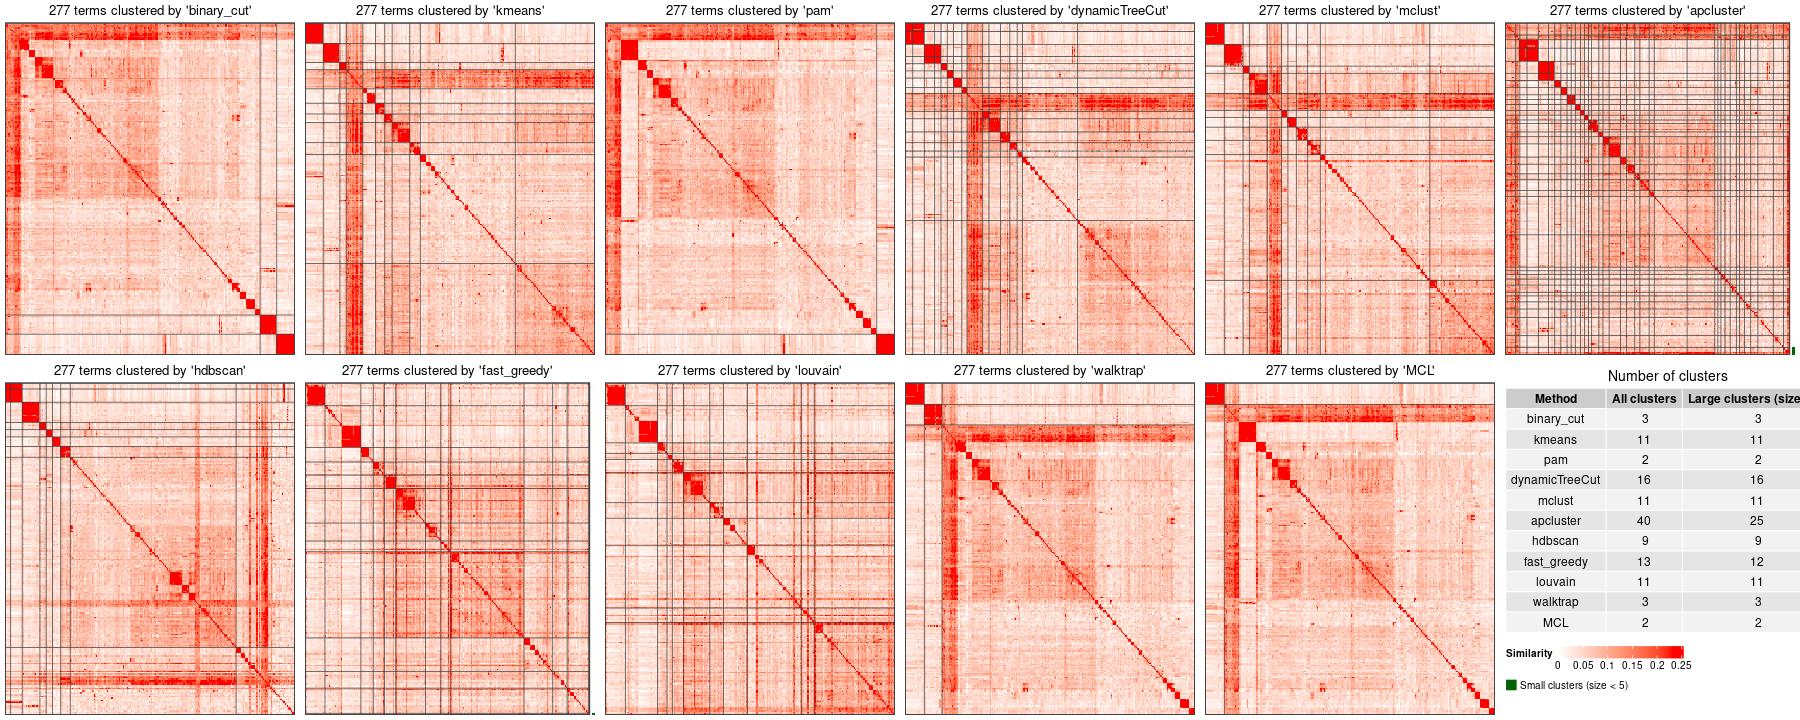 277 terms clustered by 'binary_cut'
277 terms clustered by 'kmeans'
277 terms clustered by 'pam'
277 terms clustered by 'dynamicTreeCut'
277 terms clustered by 'mclust'
277 terms clustered by 'apcluster'
277 terms clustered by 'hdbscan'
277 terms clustered by 'fast_greedy'
277 terms clustered by 'louvain'
277 terms clustered by 'walktrap'
277 terms clustered by 'MCL'
Number of clusters
Method All clusters Large clusters (size
binary_cut 3 3
kmeans 11 11
pam 2 2
dynamicTreeCut 16 16
mclust 11 11
apcluster 40 25
hdbscan 9 9
fast_greedy 13 12
louvain 11 11
walktrap 3 3
MCL 2 2
Similarity
0 0.05 0.1 0.15 0.2 0.25
Small clusters (size < 5)